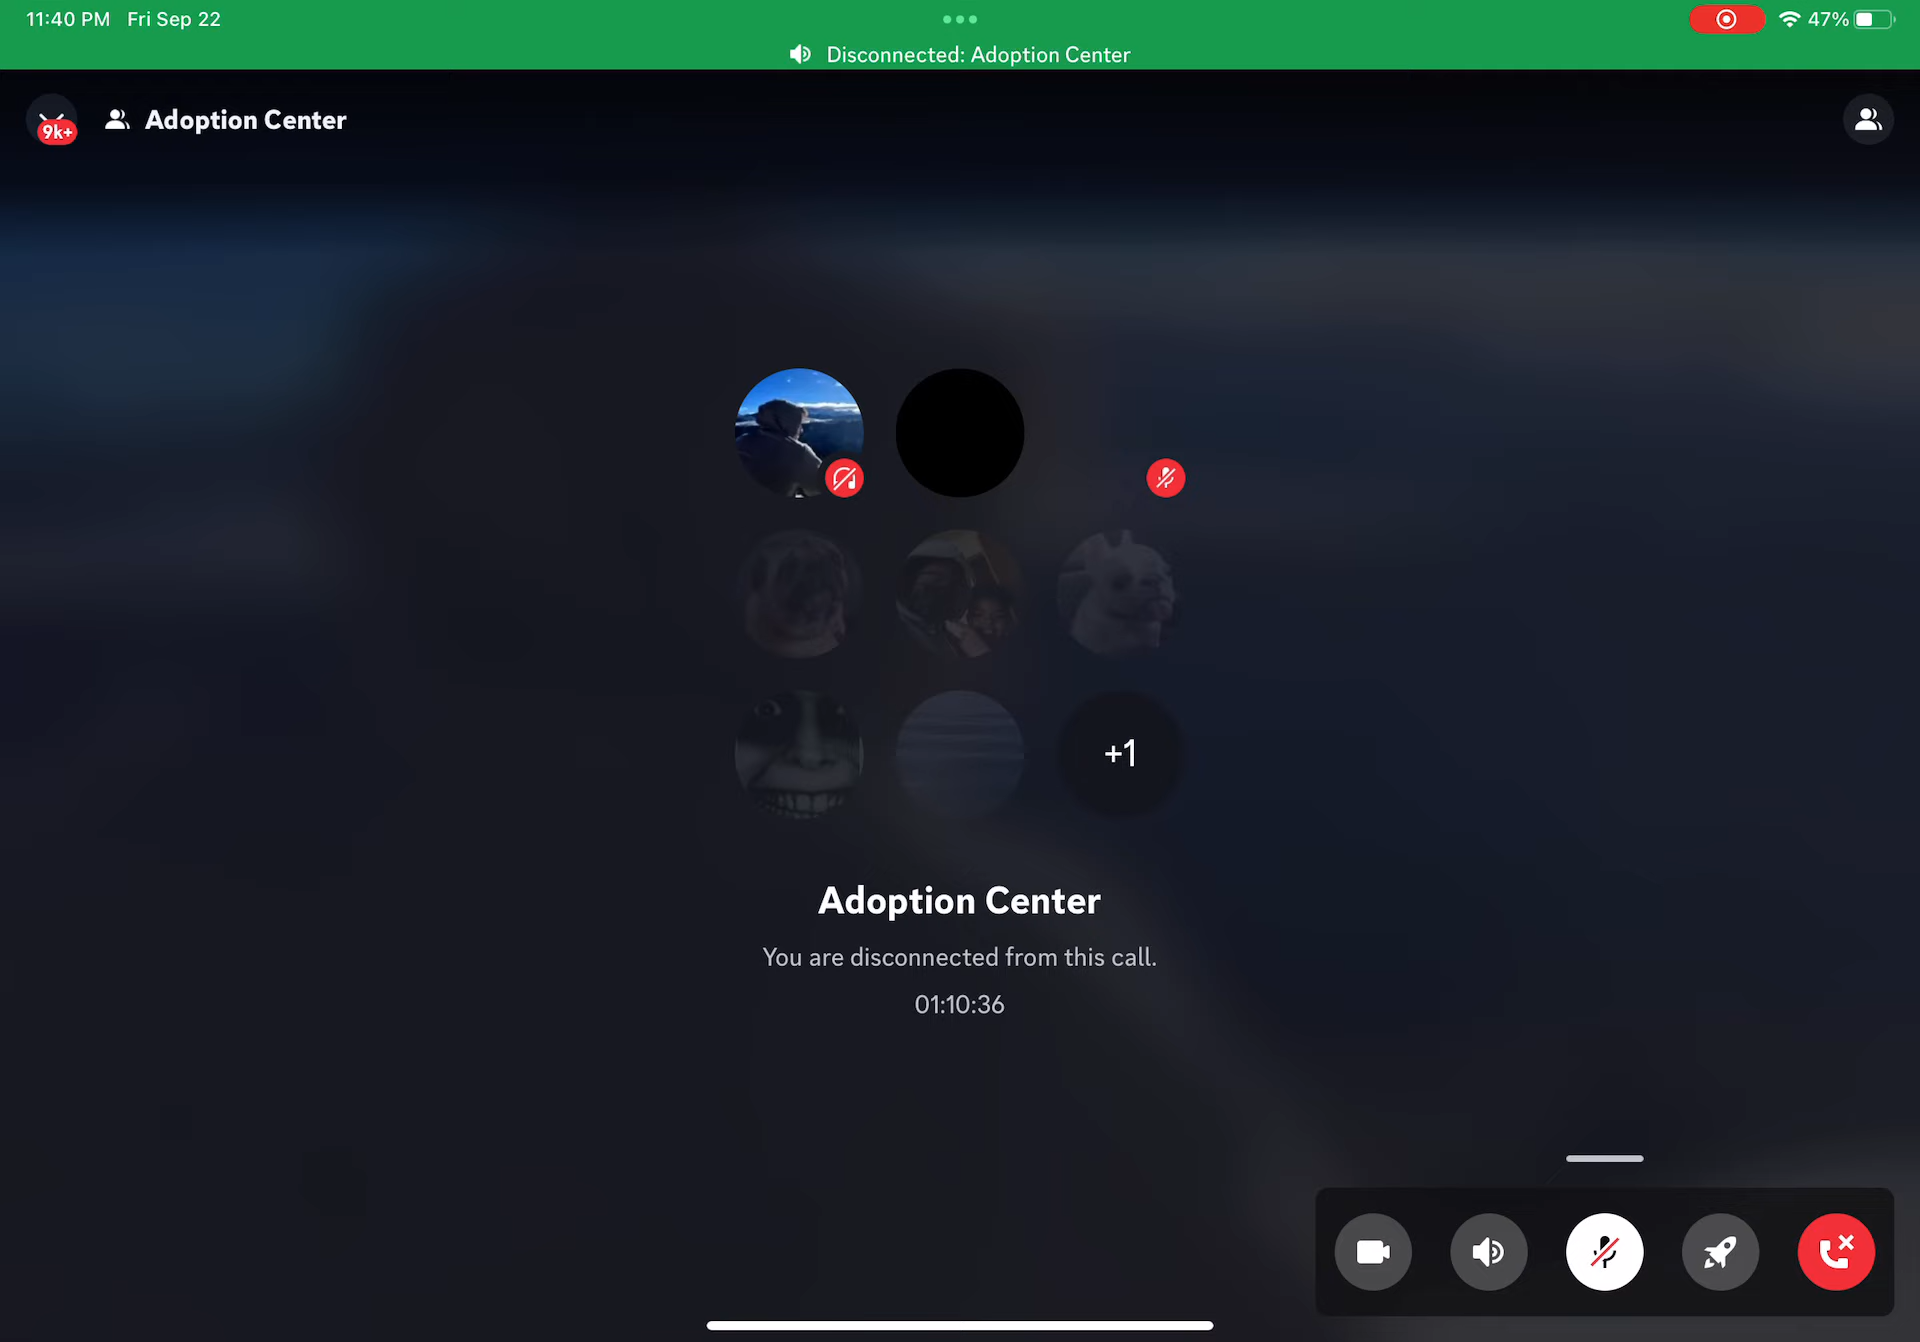 11:40 PM Fri Sep 22
47%
Disconnected: Adoption Center
9k+
Adoption Center
+1
Adoption Center
You are disconnected from this call.
01:10:36